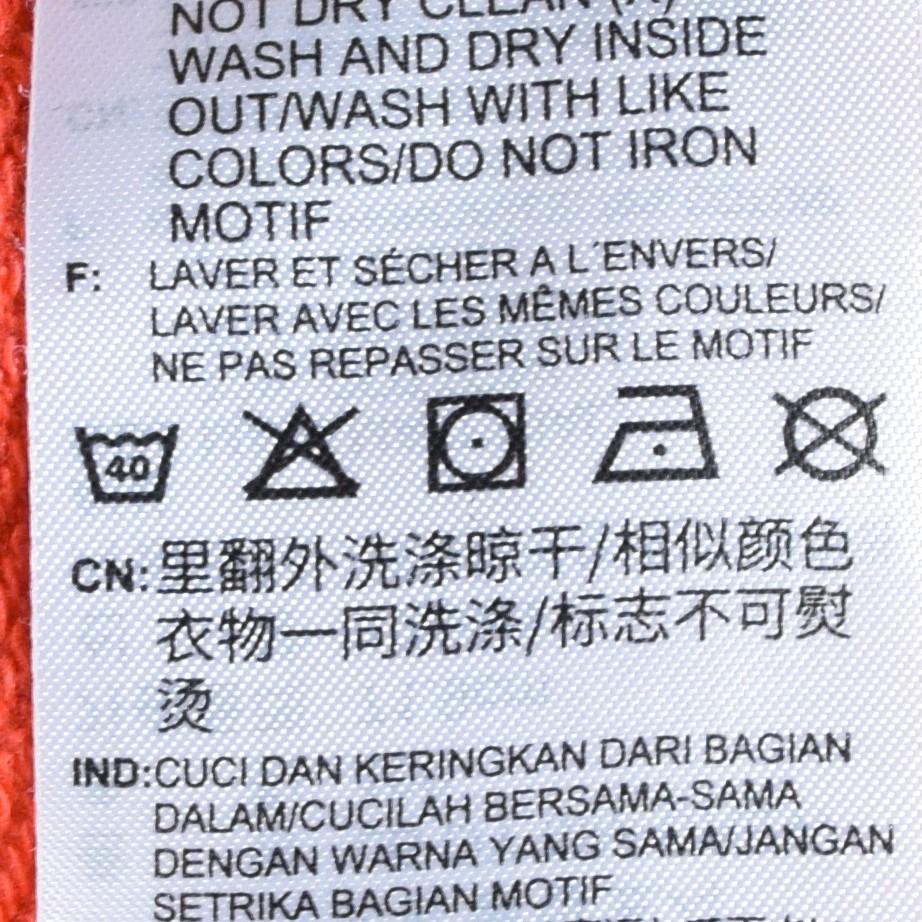 NOT DRY CLEAN (X)
WASH AND DRY INSIDE
OUT/WASH WITH LIKE
COLORS/DO NOT IRON
MOTIF
F: LAVER ET SÉCHER A L´ENVERS/
LAVER AVEC LES MÊMES COULEURS/
NE PAS REPASSER SUR LE MOTIF
40
CN: 里翻外洗涤晾干/相似颜色
衣物一同洗涤/标志不可熨
烫
IND: CUCI DAN KERINGKAN DARI BAGIAN
DALAM/CUCILAH BERSAMA-SAMA
DENGAN WARNA YANG SAMA/JANGAN
SETRIKA BAGIAN MOTIF